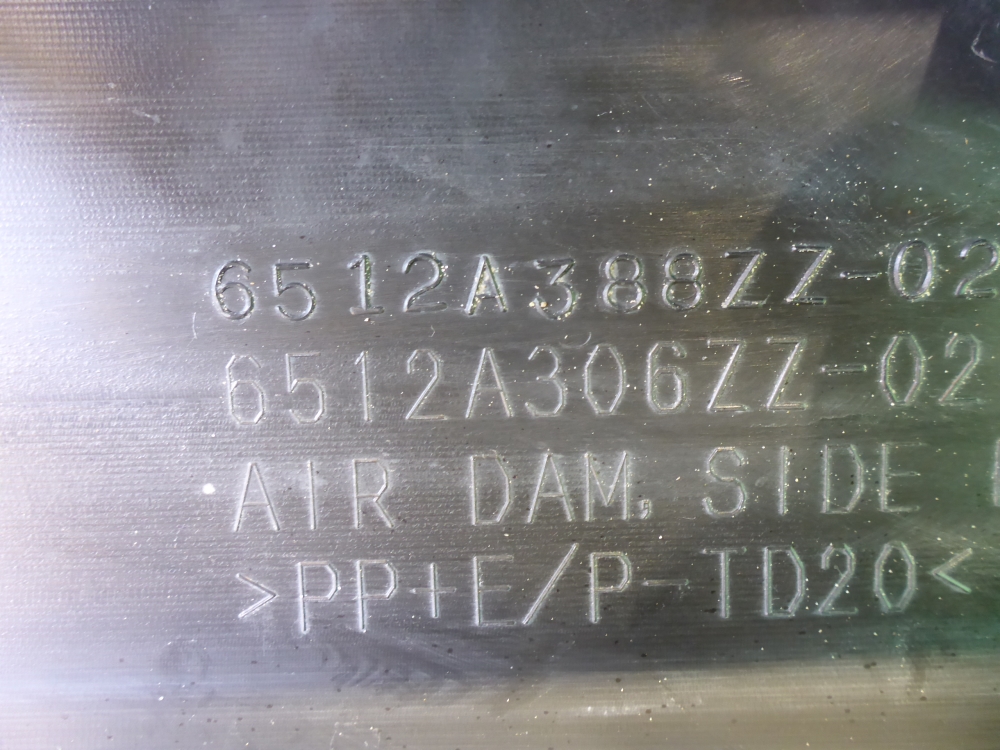 6512A388ZZ-02
6512A306ZZ-02
AIR DAM, SIDE
>PP+E/P-TD20<